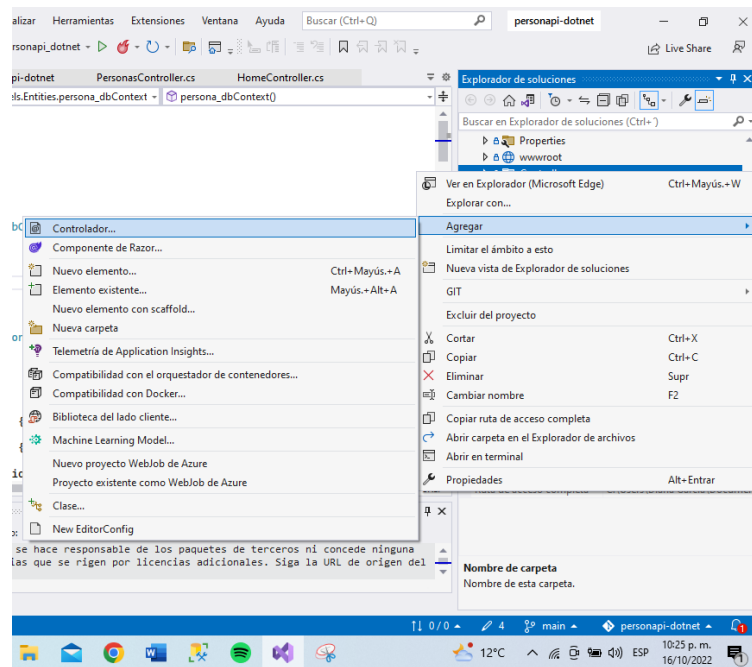 alizar Herramientas Extensiones Ventana Ayuda Buscar (Ctrl+Q) personapi-dotnet
rsonapi_dotnet Live Share
pi-dotnet PersonasController.cs HomeController.cs
els.Entities.persona_dbContext persona_dbContext()
Explorador de soluciones
Buscar en Explorador de soluciones (Ctrl+´)
Properties
wwwroot
Ver en Explorador (Microsoft Edge) Ctrl+Mayús.+W
Explorar con...
Agregar
Limitar el ámbito a esto
Nueva vista de Explorador de soluciones
GIT
Excluir del proyecto
Cortar Ctrl+X
Copiar Ctrl+C
Eliminar Supr
Cambiar nombre F2
Copiar ruta de acceso completa
Abrir carpeta en el Explorador de archivos
Abrir en terminal
Propiedades Alt+Entrar
Controlador...
Componente de Razor...
Nuevo elemento... Ctrl+Mayús.+A
Elemento existente... Mayús.+Alt+A
Nuevo elemento con scaffold...
Nueva carpeta
Telemetría de Application Insights...
Compatibilidad con el orquestador de contenedores...
Compatibilidad con Docker...
Biblioteca del lado cliente...
Machine Learning Model...
Nuevo proyecto WebJob de Azure
Proyecto existente como WebJob de Azure
Clase...
New EditorConfig
se hace responsable de los paquetes de terceros ni concede ninguna
ias que se rigen por licencias adicionales. Siga la URL de origen del
Nombre de carpeta
Nombre de esta carpeta.
0/0 4 main personapi-dotnet 1
12°C ESP 10:25 p. m.
16/10/2022